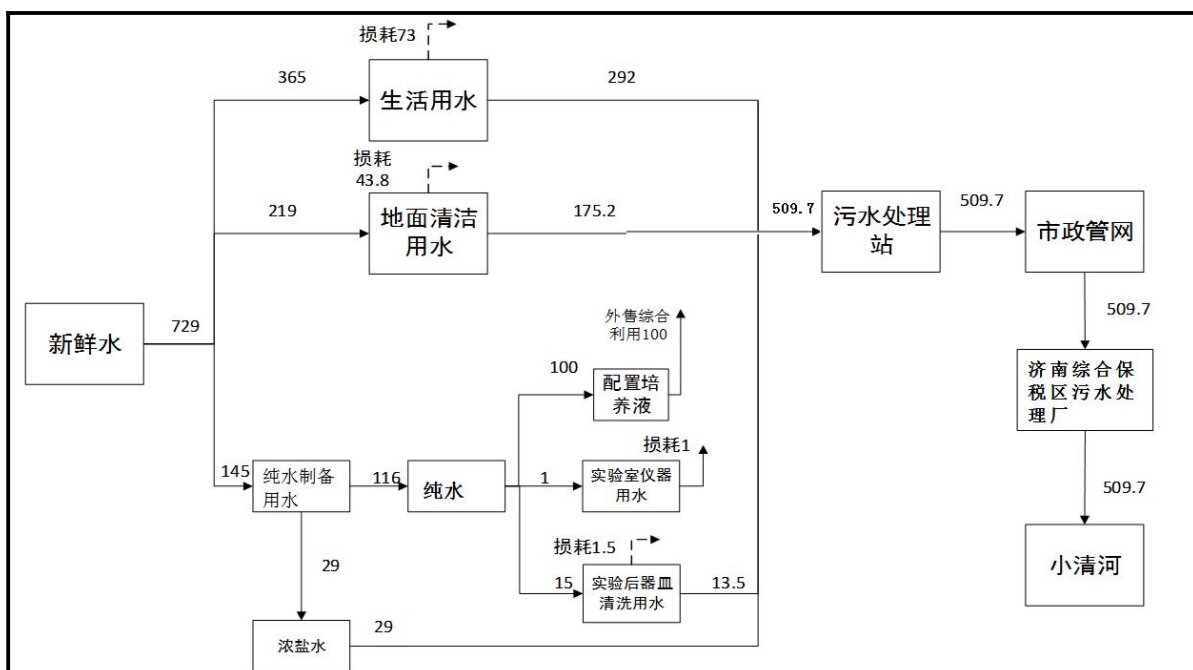 损耗73
365
生活用水
292
损耗
43.8
219
地面清洁
用水
175.2
509.7
污水处理
站
509.7
市政管网
新鲜水
729
509.7
外售综合
利用100
100
配置培
养液
济南综合保
税区污水处
理厂
145
纯水制备
用水
116
纯水
1
实验室仪器
用水
损耗1
509.7
29
损耗1.5
15
实验后器皿
清洗用水
13.5
小清河
浓盐水
29